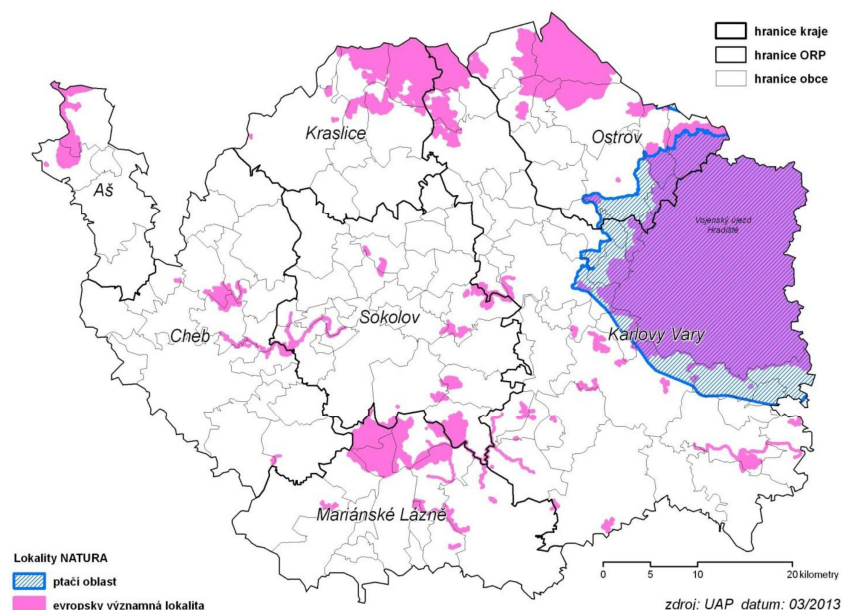 hranice kraje
hranice ORP
hranice obce
Kraslice
Ostrov
Aš
Vojenský újezd
Hradiště
Sokolov
Cheb
Karlovy Vary
Mariánské Lázně
Lokality NATURA
ptačí oblast
evropsky významná lokalita
0 5 10 20 kilometry
zdroj: UAP datum: 03/2013